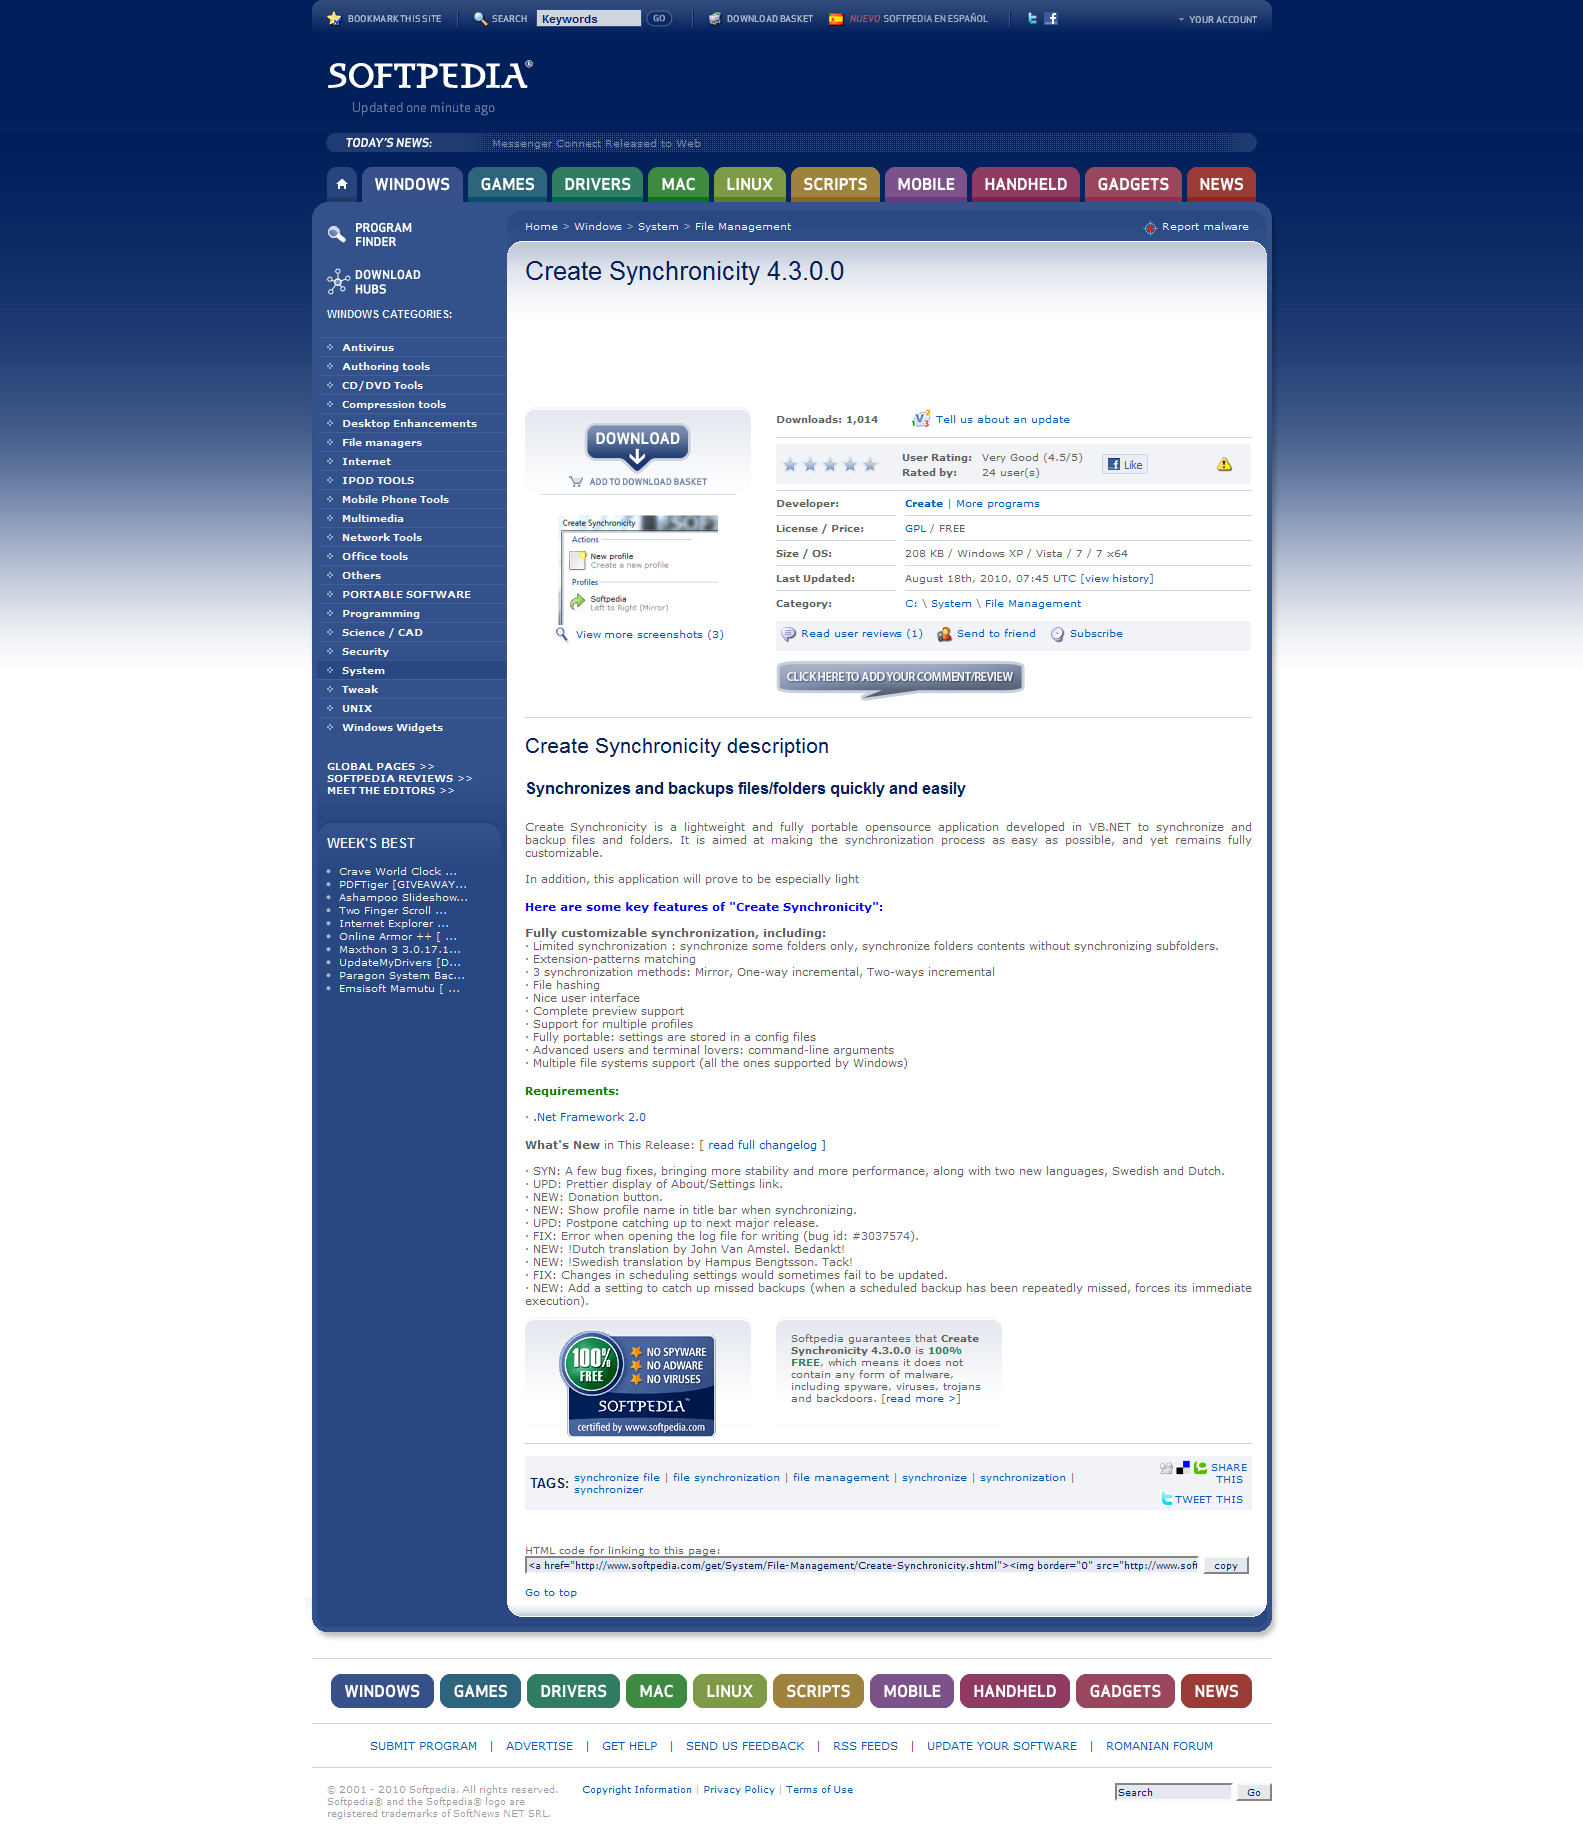 BOOKMARK THIS SITE
SEARCH
Keywords
GO
DOWNLOAD BASKET
NUEVO SOFTPEDIA EN ESPAÑOL
YOUR ACCOUNT
SOFTPEDIA®
Updated one minute ago
TODAY'S NEWS:
Messenger Connect Released to Web
WINDOWS
GAMES
DRIVERS
MAC
LINUX
SCRIPTS
MOBILE
HANDHELD
GADGETS
NEWS
PROGRAM
FINDER
DOWNLOAD
HUBS
WINDOWS CATEGORIES:
Antivirus
Authoring tools
CD/DVD Tools
Compression tools
Desktop Enhancements
File managers
Internet
IPOD TOOLS
Mobile Phone Tools
Multimedia
Network Tools
Office tools
Others
PORTABLE SOFTWARE
Programming
Science / CAD
Security
System
Tweak
UNIX
Windows Widgets
GLOBAL PAGES >>
SOFTPEDIA REVIEWS >>
MEET THE EDITORS >>
WEEK'S BEST
Crave World Clock ...
PDFTiger [GIVEAWAY...
Ashampoo Slideshow...
Two Finger Scroll ...
Internet Explorer ...
Online Armor ++ [ ...
Maxthon 3 3.0.17.1...
UpdateMyDrivers [D...
Paragon System Bac...
Emsisoft Mamutu [ ...
Home > Windows > System > File Management
Report malware
Create Synchronicity 4.3.0.0
DOWNLOAD
ADD TO DOWNLOAD BASKET
Create Synchronicity
Actions
New profile
Create a new profile
Profiles
Softpedia
Left to Right (Mirror)
View more screenshots (3)
Downloads: 1,014
Tell us about an update
User Rating: Very Good (4.5/5)
Rated by: 24 user(s)
Like
Developer: Create | More programs
License / Price: GPL / FREE
Size / OS: 208 KB / Windows XP / Vista / 7 / 7 x64
Last Updated: August 18th, 2010, 07:45 UTC [view history]
Category: C: \ System \ File Management
Read user reviews (1)
Send to friend
Subscribe
CLICK HERE TO ADD YOUR COMMENT/REVIEW
Create Synchronicity description
Synchronizes and backups files/folders quickly and easily
Create Synchronicity is a lightweight and fully portable opensource application developed in VB.NET to synchronize and
backup files and folders. It is aimed at making the synchronization process as easy as possible, and yet remains fully
customizable.
In addition, this application will prove to be especially light
Here are some key features of "Create Synchronicity":
Fully customizable synchronization, including:
· Limited synchronization : synchronize some folders only, synchronize folders contents without synchronizing subfolders.
· Extension-patterns matching
· 3 synchronization methods: Mirror, One-way incremental, Two-ways incremental
· File hashing
· Nice user interface
· Complete preview support
· Support for multiple profiles
· Fully portable: settings are stored in a config files
· Advanced users and terminal lovers: command-line arguments
· Multiple file systems support (all the ones supported by Windows)
Requirements:
· .Net Framework 2.0
What's New in This Release: [ read full changelog ]
· SYN: A few bug fixes, bringing more stability and more performance, along with two new languages, Swedish and Dutch.
· UPD: Prettier display of About/Settings link.
· NEW: Donation button.
· NEW: Show profile name in title bar when synchronizing.
· UPD: Postpone catching up to next major release.
· FIX: Error when opening the log file for writing (bug id: #3037574).
· NEW: !Dutch translation by John Van Amstel. Bedankt!
· NEW: !Swedish translation by Hampus Bengtsson. Tack!
· FIX: Changes in scheduling settings would sometimes fail to be updated.
· NEW: Add a setting to catch up missed backups (when a scheduled backup has been repeatedly missed, forces its immediate
execution).
100%
FREE
NO SPYWARE
NO ADWARE
NO VIRUSES
SOFTPEDIA™
certified by www.softpedia.com
Softpedia guarantees that Create
Synchronicity 4.3.0.0 is 100%
FREE, which means it does not
contain any form of malware,
including spyware, viruses, trojans
and backdoors. [read more >]
TAGS:
synchronize file | file synchronization | file management | synchronize | synchronization |
synchronizer
SHARE
THIS
TWEET THIS
HTML code for linking to this page:
<a href="http://www.softpedia.com/get/System/File-Management/Create-Synchronicity.shtml"><img border="0" src="http://www.soft
copy
Go to top
WINDOWS
GAMES
DRIVERS
MAC
LINUX
SCRIPTS
MOBILE
HANDHELD
GADGETS
NEWS
SUBMIT PROGRAM | ADVERTISE | GET HELP | SEND US FEEDBACK | RSS FEEDS | UPDATE YOUR SOFTWARE | ROMANIAN FORUM
© 2001 - 2010 Softpedia. All rights reserved.
Softpedia® and the Softpedia® logo are
registered trademarks of SoftNews NET SRL.
Copyright Information | Privacy Policy | Terms of Use
Search
Go